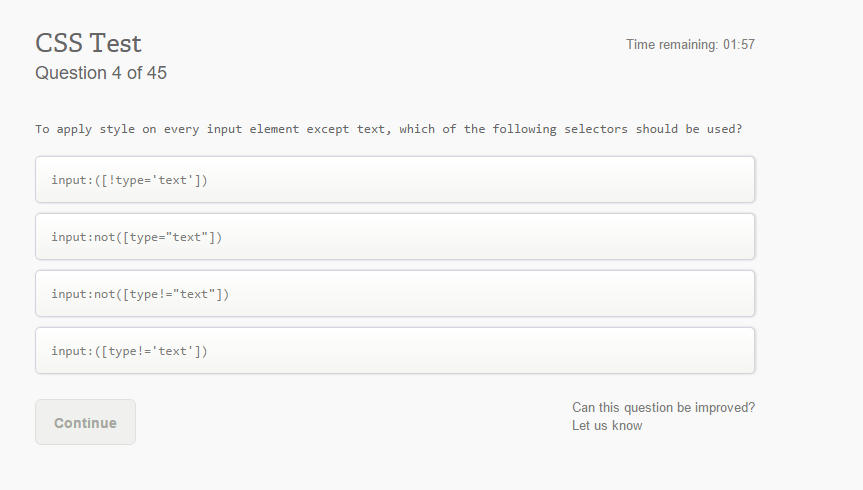 CSS Test
Time remaining: 01:57
Question 4 of 45
To apply style on every input element except text, which of the following selectors should be used?
input:([!type='text'])
input:not([type="text"])
input:not([type!="text"])
input:([type!='text'])
Continue
Can this question be improved?
Let us know